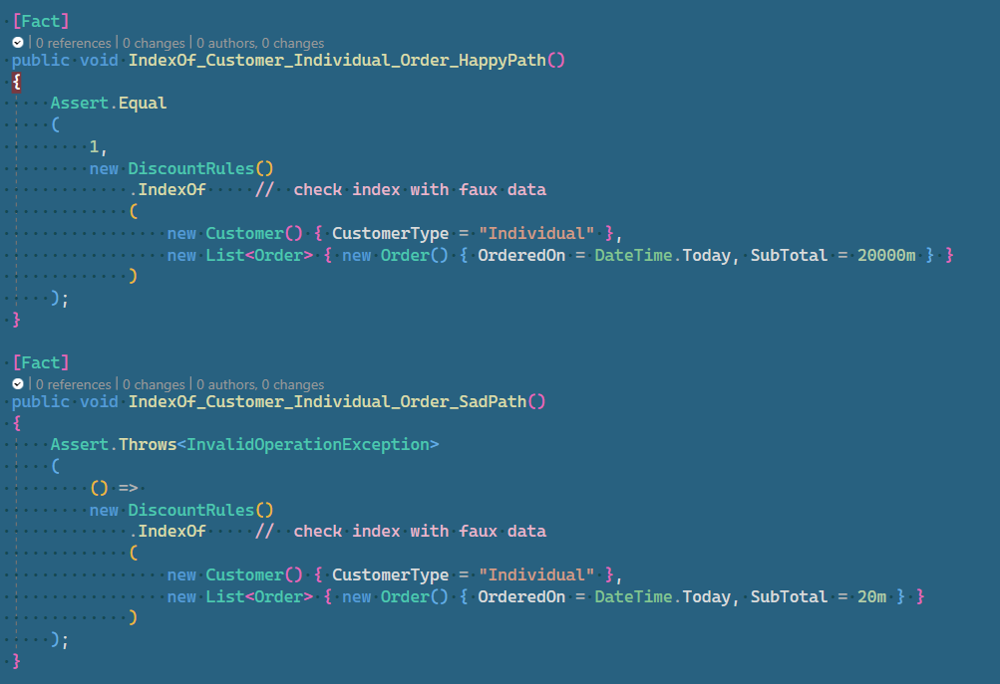 [Fact]
| 0 references | 0 changes | 0 authors, 0 changes
public void IndexOf_Customer_Individual_Order_HappyPath()
{
Assert.Equal
(
1,
new DiscountRules()
.IndexOf // check index with faux data
(
new Customer() { CustomerType = "Individual" },
new List<Order> { new Order() { OrderedOn = DateTime.Today, SubTotal = 20000m } }
)
);
}
[Fact]
| 0 references | 0 changes | 0 authors, 0 changes
public void IndexOf_Customer_Individual_Order_SadPath()
{
Assert.Throws<InvalidOperationException>
(
() =>
new DiscountRules()
.IndexOf // check index with faux data
(
new Customer() { CustomerType = "Individual" },
new List<Order> { new Order() { OrderedOn = DateTime.Today, SubTotal = 20m } }
)
);
}